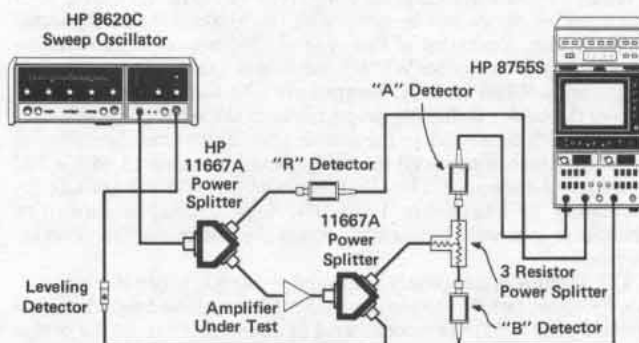 HP 8620C
Sweep Oscillator
HP 8755S
"A" Detector
HP
11667A
Power
Splitter
"R" Detector
11667A
Power
Splitter
3 Resistor
Power Splitter
Leveling
Detector
Amplifier
Under Test
"B" Detector